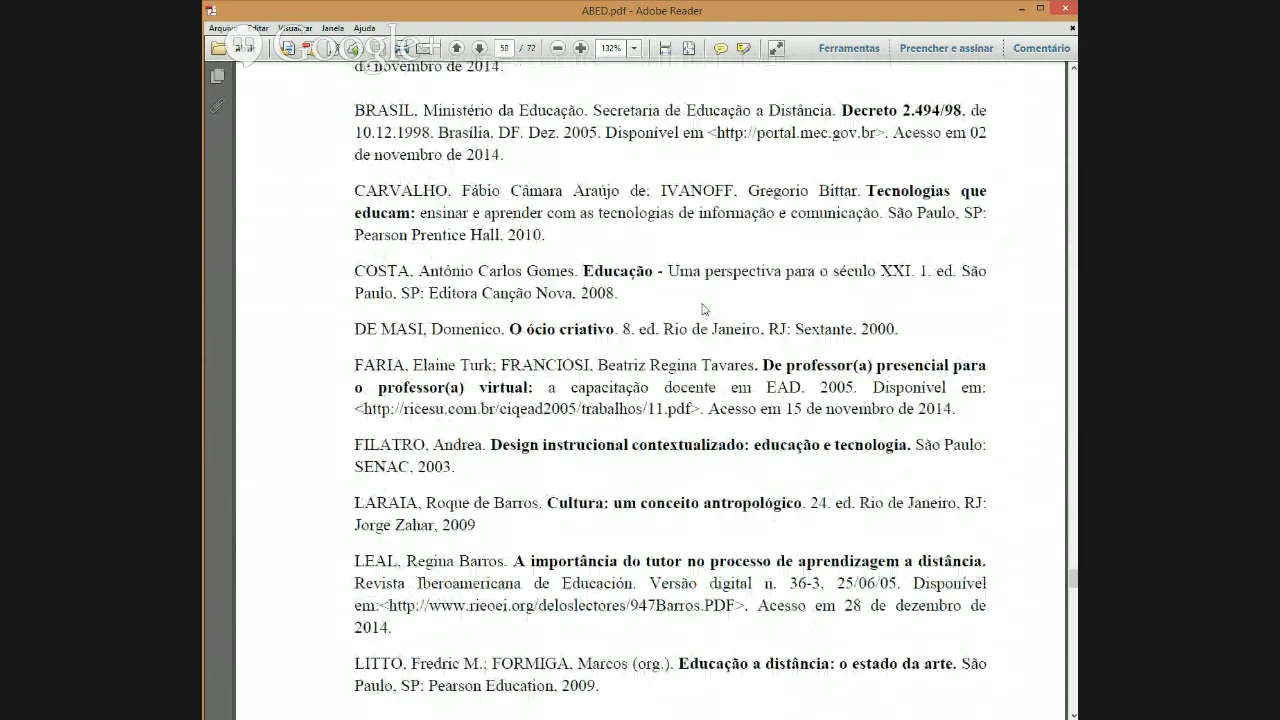 ABED.pdf - Adobe Reader
Arquivo Editar Visualizar Janela Ajuda
Google+
58 / 72 132% Ferramentas Preencher e assinar Comentário
de novembro de 2014.
BRASIL, Ministério da Educação. Secretaria de Educação a Distância. Decreto 2.494/98, de
10.12.1998. Brasília, DF. Dez. 2005. Disponível em <http://portal.mec.gov.br>. Acesso em 02
de novembro de 2014.
CARVALHO, Fábio Câmara Araújo de; IVANOFF, Gregorio Bittar. Tecnologias que
educam: ensinar e aprender com as tecnologias de informação e comunicação. São Paulo, SP:
Pearson Prentice Hall, 2010.
COSTA, Antônio Carlos Gomes. Educação - Uma perspectiva para o século XXI. 1. ed. São
Paulo, SP: Editora Canção Nova, 2008.
DE MASI, Domenico. O ócio criativo. 8. ed. Rio de Janeiro, RJ: Sextante, 2000.
FARIA, Elaine Turk; FRANCIOSI, Beatriz Regina Tavares. De professor(a) presencial para
o professor(a) virtual: a capacitação docente em EAD. 2005. Disponível em:
<http://ricesu.com.br/ciqead2005/trabalhos/11.pdf>. Acesso em 15 de novembro de 2014.
FILATRO, Andrea. Design instrucional contextualizado: educação e tecnologia. São Paulo:
SENAC, 2003.
LARAIA, Roque de Barros, Cultura: um conceito antropológico. 24. ed. Rio de Janeiro, RJ:
Jorge Zahar, 2009
LEAL, Regina Barros. A importância do tutor no processo de aprendizagem a distância.
Revista Iberoamericana de Educación. Versão digital n. 36-3, 25/06/05. Disponível
em:<http://www.rieoei.org/deloslectores/947Barros.PDF>. Acesso em 28 de dezembro de
2014.
LITTO, Fredric M.; FORMIGA, Marcos (org.). Educação a distância: o estado da arte. São
Paulo, SP: Pearson Education, 2009.